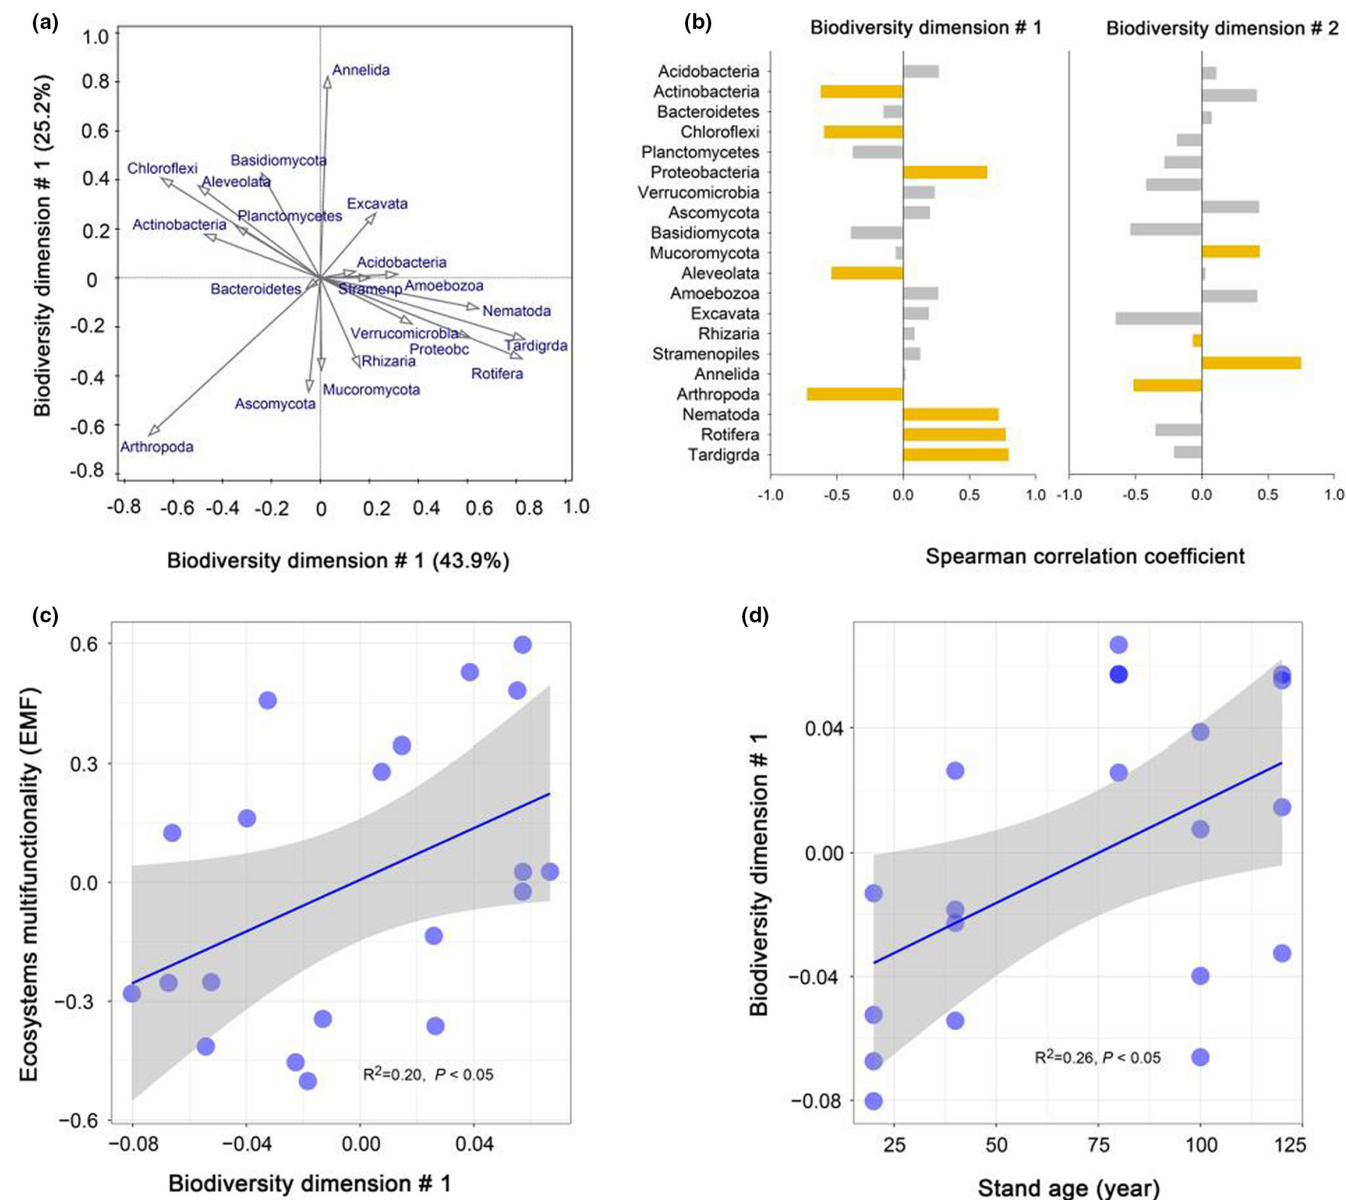 (a)
Biodiversity dimension # 1 (25.2%)
1.0
0.8
0.6
0.4
0.2
0
-0.2
-0.4
-0.6
-0.8
Annelida
Basidiomycota
Chloroflexi
Aleveolata
Excavata
Planctomycetes
Actinobacteria
Acidobacteria
Bacteroidetes
Stramenp
Amoebozoa
Nematoda
Verrucomicrobia
Proteobc
Tardigrda
Rhizaria
Rotifera
Mucoromycota
Ascomycota
Arthropoda
-0.8 -0.6 -0.4 -0.2 0 0.2 0.4 0.6 0.8 1.0
Biodiversity dimension # 1 (43.9%)
(b)
Biodiversity dimension # 1
Biodiversity dimension # 2
Acidobacteria
Actinobacteria
Bacteroidetes
Chloroflexi
Planctomycetes
Proteobacteria
Verrucomicrobia
Ascomycota
Basidiomycota
Mucoromycota
Aleveolata
Amoebozoa
Excavata
Rhizaria
Stramenopiles
Annelida
Arthropoda
Nematoda
Rotifera
Tardigrda
-1.0 -0.5 0.0 0.5 1.0
-1.0 -0.5 0.0 0.5 1.0
Spearman correlation coefficient
(c)
Ecosystems multifunctionality (EMF)
0.6
0.3
0.0
−0.3
−0.6
R²=0.20, P < 0.05
−0.08 −0.04 0.00 0.04
Biodiversity dimension # 1
(d)
Biodiversity dimension # 1
0.04
0.00
−0.04
−0.08
R²=0.26, P < 0.05
25 50 75 100 125
Stand age (year)